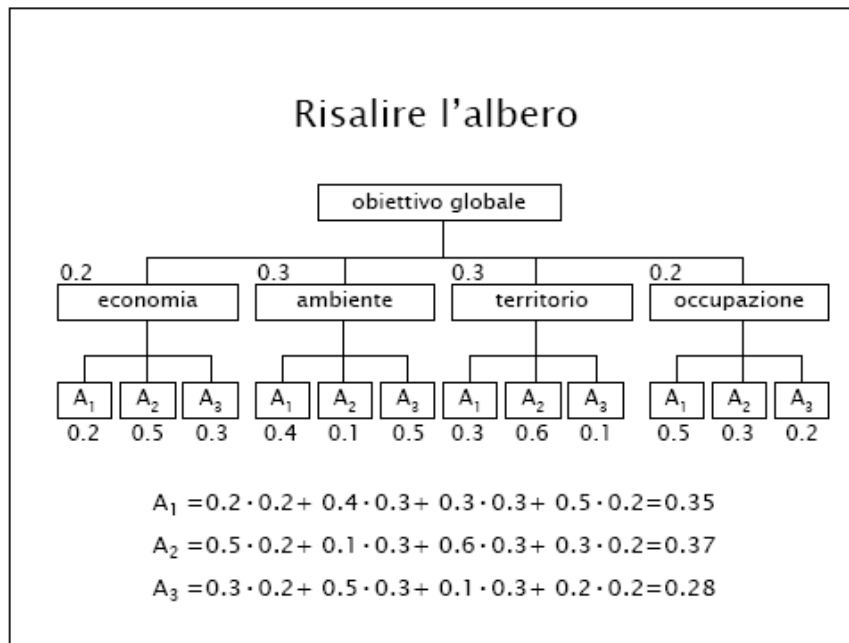 Risalire l'albero
obiettivo globale
0.2 0.3 0.3 0.2
economia ambiente territorio occupazione
A₁ A₂ A₃ A₁ A₂ A₃ A₁ A₂ A₃ A₁ A₂ A₃
0.2 0.5 0.3 0.4 0.1 0.5 0.3 0.6 0.1 0.5 0.3 0.2
A₁ =0.2·0.2+ 0.4·0.3+ 0.3·0.3+ 0.5·0.2=0.35
A₂ =0.5·0.2+ 0.1·0.3+ 0.6·0.3+ 0.3·0.2=0.37
A₃ =0.3·0.2+ 0.5·0.3+ 0.1·0.3+ 0.2·0.2=0.28